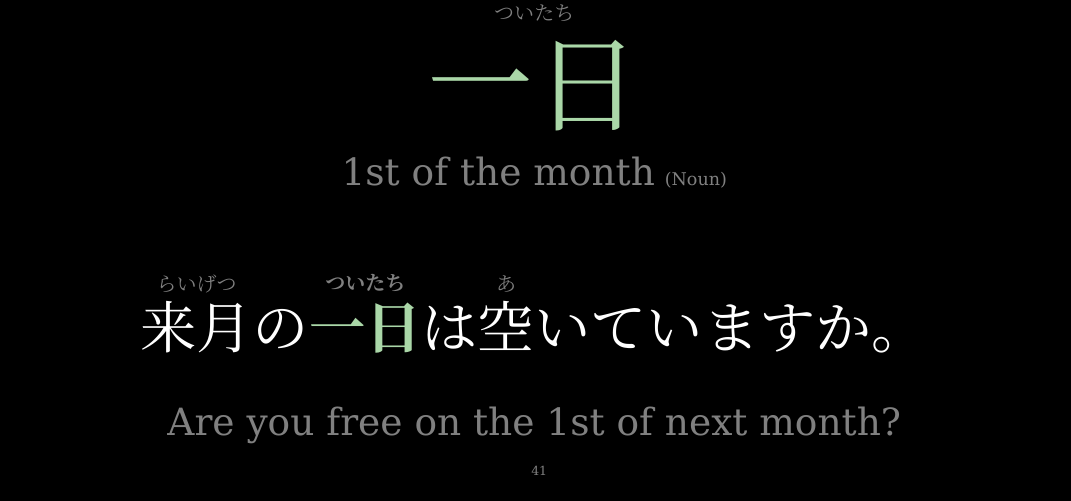 ついたち
一日
1st of the month (Noun)
らいげつ ついたち あ
来月の一日は空いていますか。
Are you free on the 1st of next month?
41